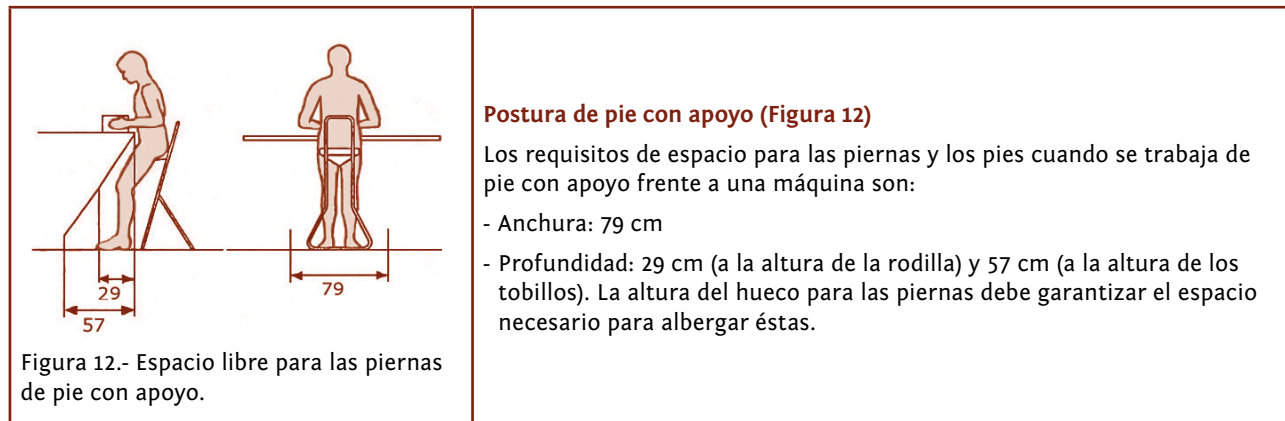 29
57
79
Figura 12.- Espacio libre para las piernas
de pie con apoyo.
Postura de pie con apoyo (Figura 12)
Los requisitos de espacio para las piernas y los pies cuando se trabaja de
pie con apoyo frente a una máquina son:
- Anchura: 79 cm
- Profundidad: 29 cm (a la altura de la rodilla) y 57 cm (a la altura de los
tobillos). La altura del hueco para las piernas debe garantizar el espacio
necesario para albergar éstas.